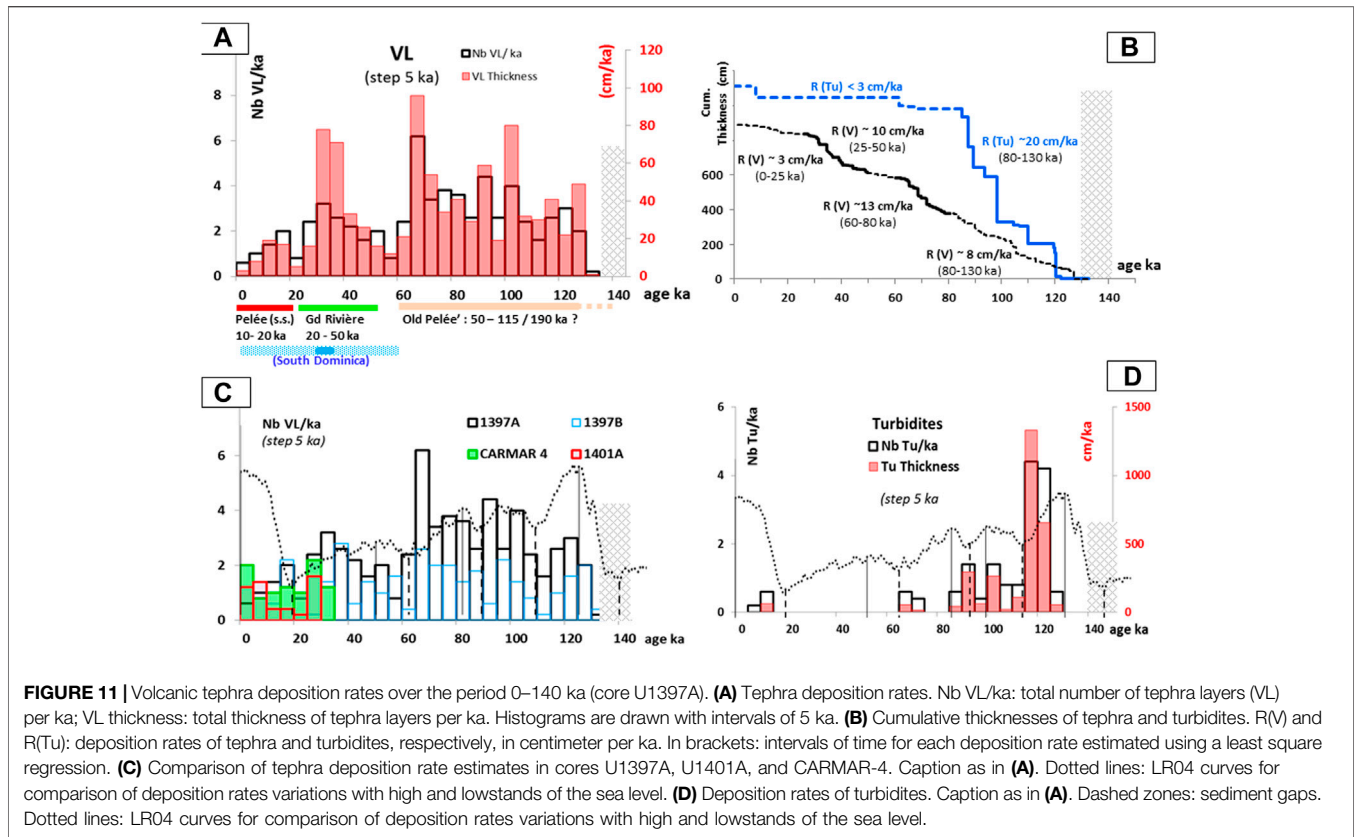 A
VL
(step 5 ka)
Nb VL/ ka
VL Thickness
Nb VL/ka
(cm/ka)
8
6
4
2
0
120
100
80
60
40
20
0
0 20 40 60 80 100 120 140
age ka
Pelée (s.s.)
10- 20 ka
Gd Rivière
20 - 50 ka
Old Pelée' : 50 – 115 / 190 ka ?
(South Dominica)
B
Cum.
Thickness (cm)
600
400
200
0
R (Tu) < 3 cm/ka
R (V) ~ 10 cm/ka
(25-50 ka)
R (Tu) ~20 cm/ka
(80-130 ka)
R (V) ~ 3 cm/ka
(0-25 ka)
R (V) ~13 cm/ka
(60-80 ka)
R (V) ~ 8 cm/ka
(80-130 ka)
age ka
0 20 40 60 80 100 120 140
C
Nb VL/ka
(step 5 ka)
1397A
1397B
CARMAR 4
1401A
6
4
2
0
0 20 40 60 80 100 120 140 age ka
D
Turbidites
Nb Tu/ka
Tu Thickness
(step 5 ka
Nb Tu/ka
cm/ka
6
4
2
0
1500
1000
500
0
0 20 40 60 80 100 120 140 age ka
FIGURE 11 | Volcanic tephra deposition rates over the period 0–140 ka (core U1397A). (A) Tephra deposition rates. Nb VL/ka: total number of tephra layers (VL)
per ka; VL thickness: total thickness of tephra layers per ka. Histograms are drawn with intervals of 5 ka. (B) Cumulative thicknesses of tephra and turbidites. R(V) and
R(Tu): deposition rates of tephra and turbidites, respectively, in centimeter per ka. In brackets: intervals of time for each deposition rate estimated using a least square
regression. (C) Comparison of tephra deposition rate estimates in cores U1397A, U1401A, and CARMAR-4. Caption as in (A). Dotted lines: LR04 curves for
comparison of deposition rates variations with high and lowstands of the sea level. (D) Deposition rates of turbidites. Caption as in (A). Dashed zones: sediment gaps.
Dotted lines: LR04 curves for comparison of deposition rates variations with high and lowstands of the sea level.